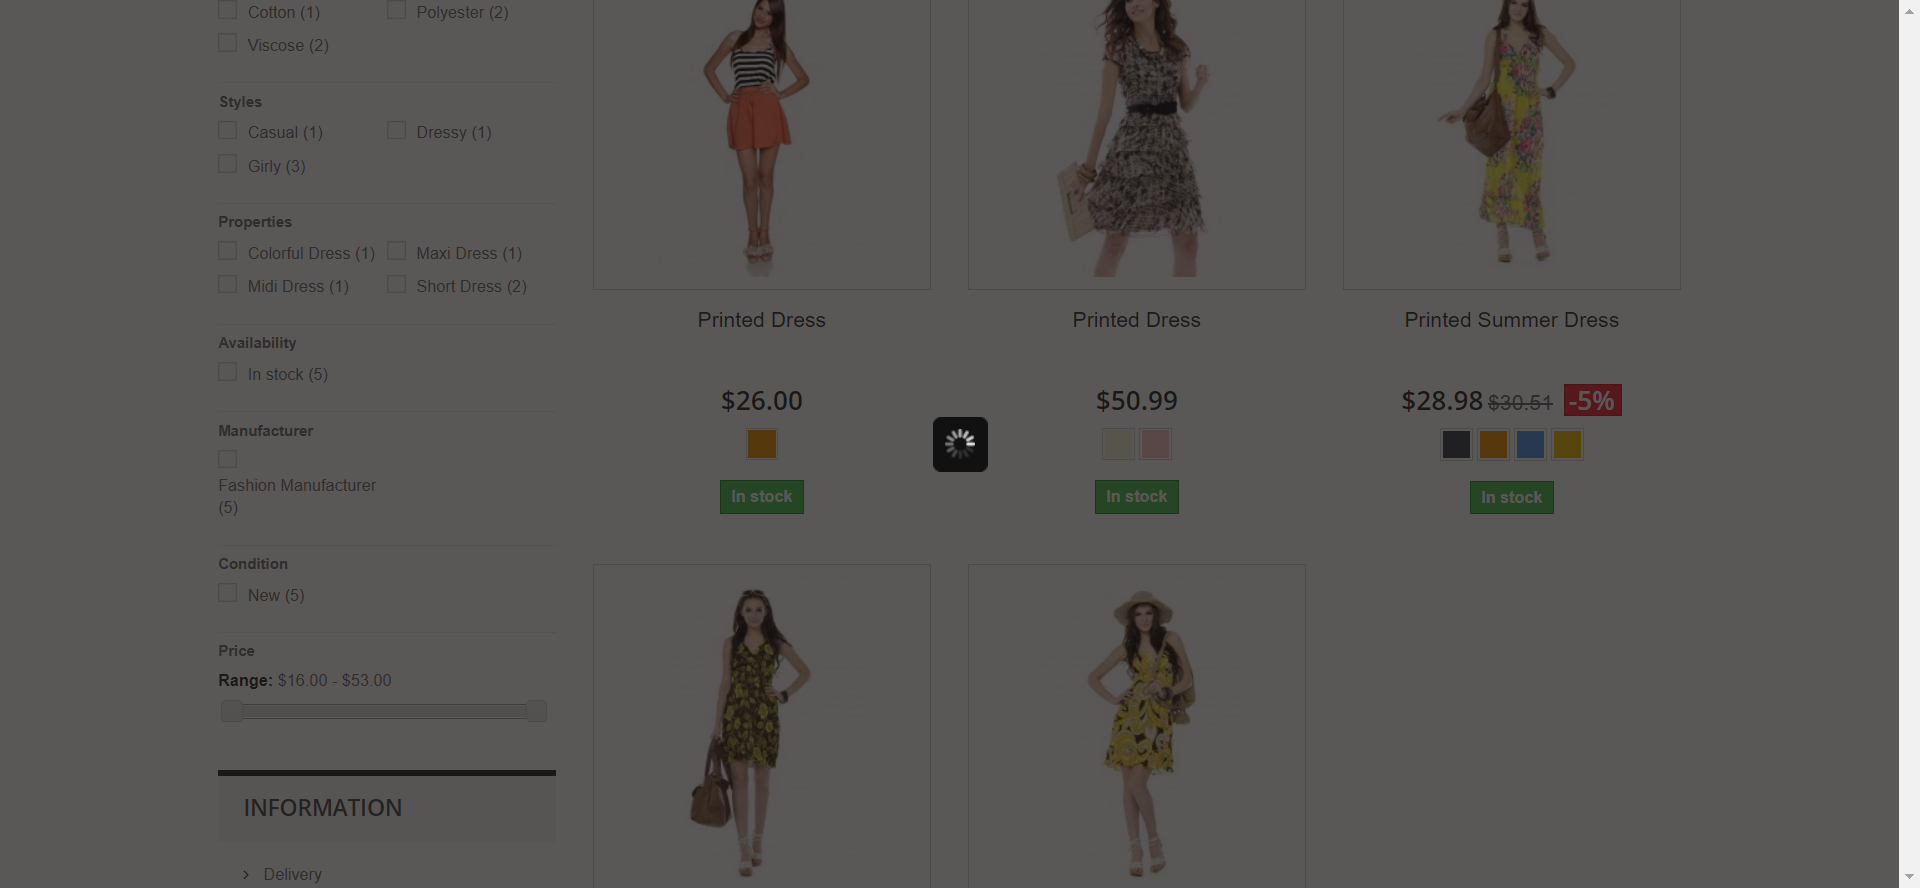 Cotton (1)
Polyester (2)
Viscose (2)
Styles
Casual (1)
Dressy (1)
Girly (3)
Properties
Colorful Dress (1)
Maxi Dress (1)
Midi Dress (1)
Short Dress (2)
Availability
In stock (5)
Manufacturer
Fashion Manufacturer
(5)
Condition
New (5)
Price
Range: $16.00 - $53.00
INFORMATION
Delivery
Printed Dress
$26.00
In stock
Printed Dress
$50.99
In stock
Printed Summer Dress
$28.98 $30.51 -5%
In stock